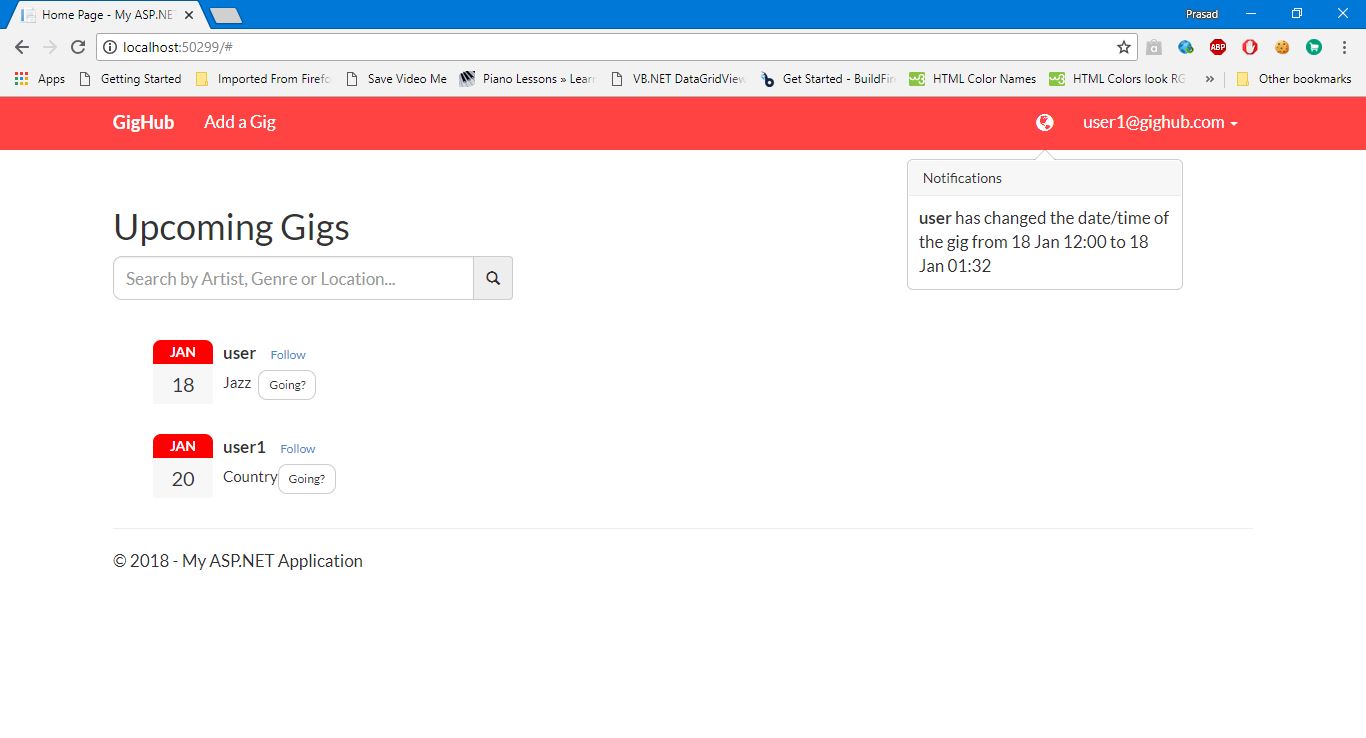 Home Page - My ASP.NE
Prasad
localhost:50299/#
Apps Getting Started Imported From Firefo Save Video Me Piano Lessons » Learn VB.NET DataGridView Get Started - BuildFir HTML Color Names HTML Colors look RG » Other bookmarks
GigHub Add a Gig user1@gighub.com
Notifications
user has changed the date/time of
the gig from 18 Jan 12:00 to 18
Jan 01:32
Upcoming Gigs
Search by Artist, Genre or Location...
JAN user Follow
18 Jazz Going?
JAN user1 Follow
20 Country Going?
© 2018 - My ASP.NET Application
ABP